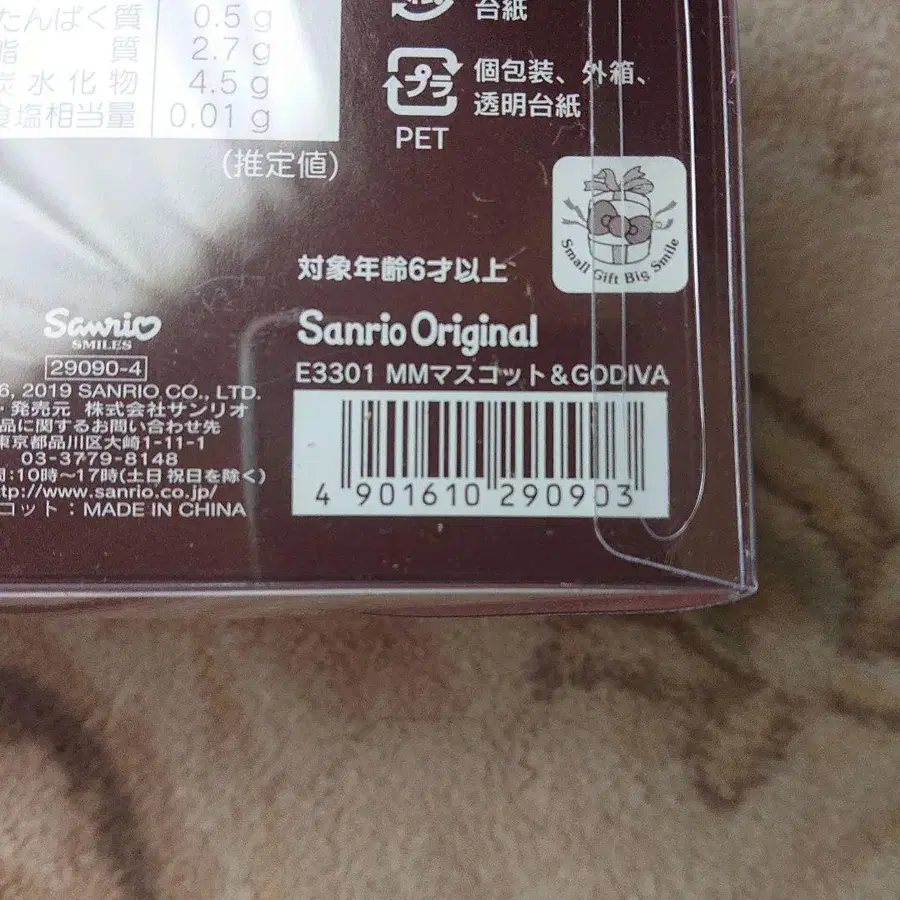 たんぱく質 0.5 g
脂質 2.7 g
炭水化物 4.5 g
食塩相当量 0.01 g
(推定値)
台紙
プラ
個包装、外箱、
透明台紙
PET
Small Gift Big Smile
対象年齢6才以上
Sanrio Original
E3301 MMマスコット&GODIVA
4 901610 290903
Sanrio
SMILES
29090-4
6, 2019 SANRIO CO., LTD.
・発売元 株式会社サンリオ
品に関するお問い合わせ先
東京都品川区大崎1-11-1
03-3779-8148
間:10時〜17時(土日祝日を除く)
http://www.sanrio.co.jp/
コット:MADE IN CHINA